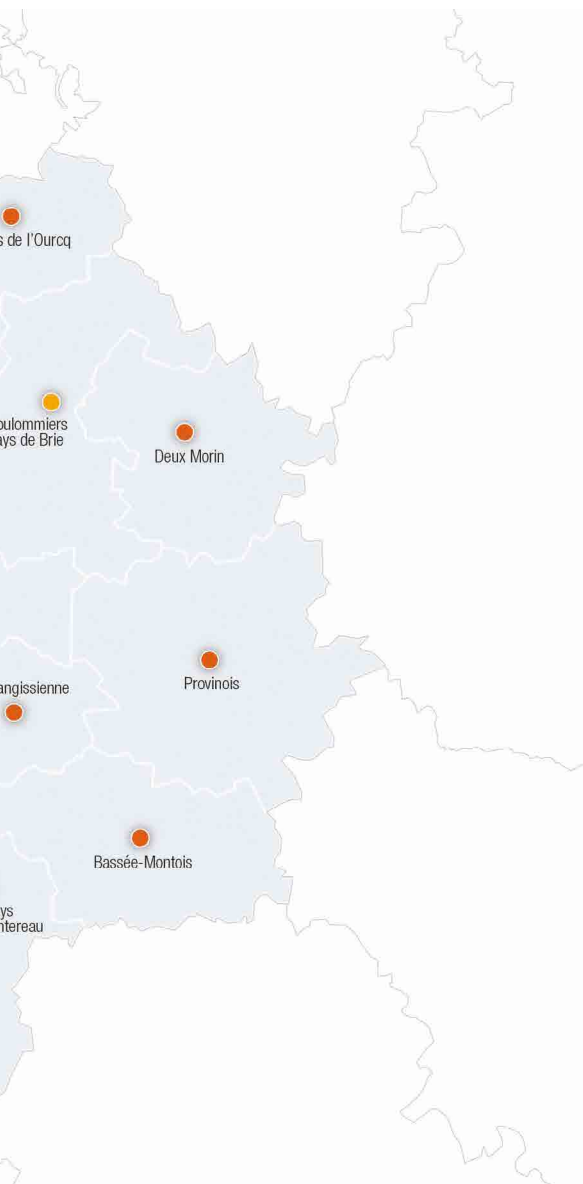 s de l'Ourcq
oulommiers
ays de Brie
Deux Morin
Provinois
angissienne
Bassée-Montois
ys
ntereau